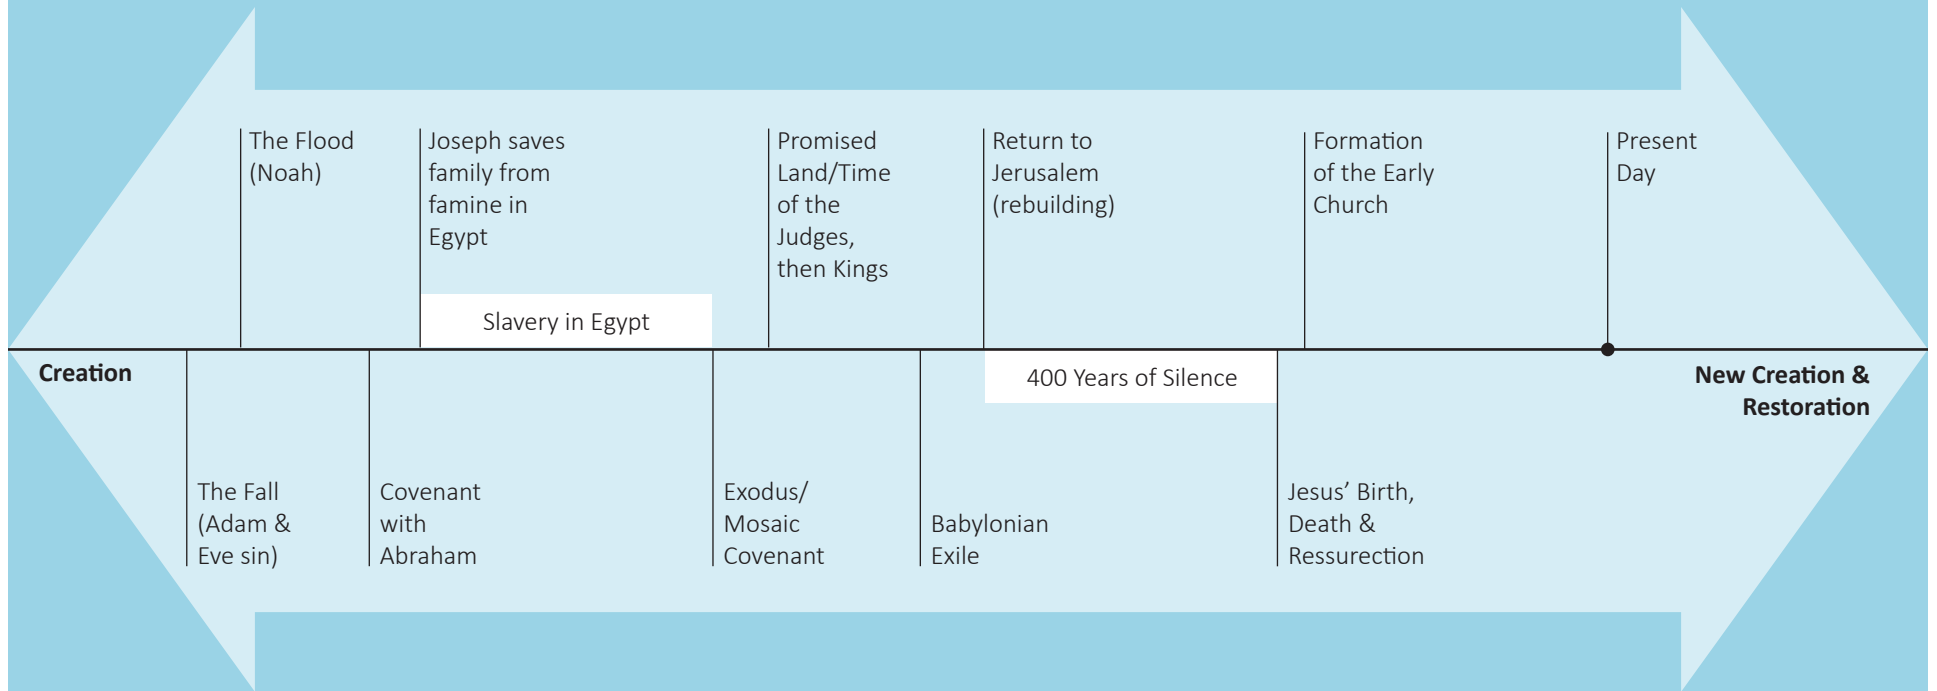 The Flood
(Noah)
Joseph saves
family from
famine in
Egypt
Promised
Land/Time
of the
Judges,
then Kings
Return to
Jerusalem
(rebuilding)
Formation
of the Early
Church
Present
Day
Slavery in Egypt
Creation
400 Years of Silence
New Creation &
Restoration
The Fall
(Adam &
Eve sin)
Covenant
with
Abraham
Exodus/
Mosaic
Covenant
Babylonian
Exile
Jesus’ Birth,
Death &
Ressurection